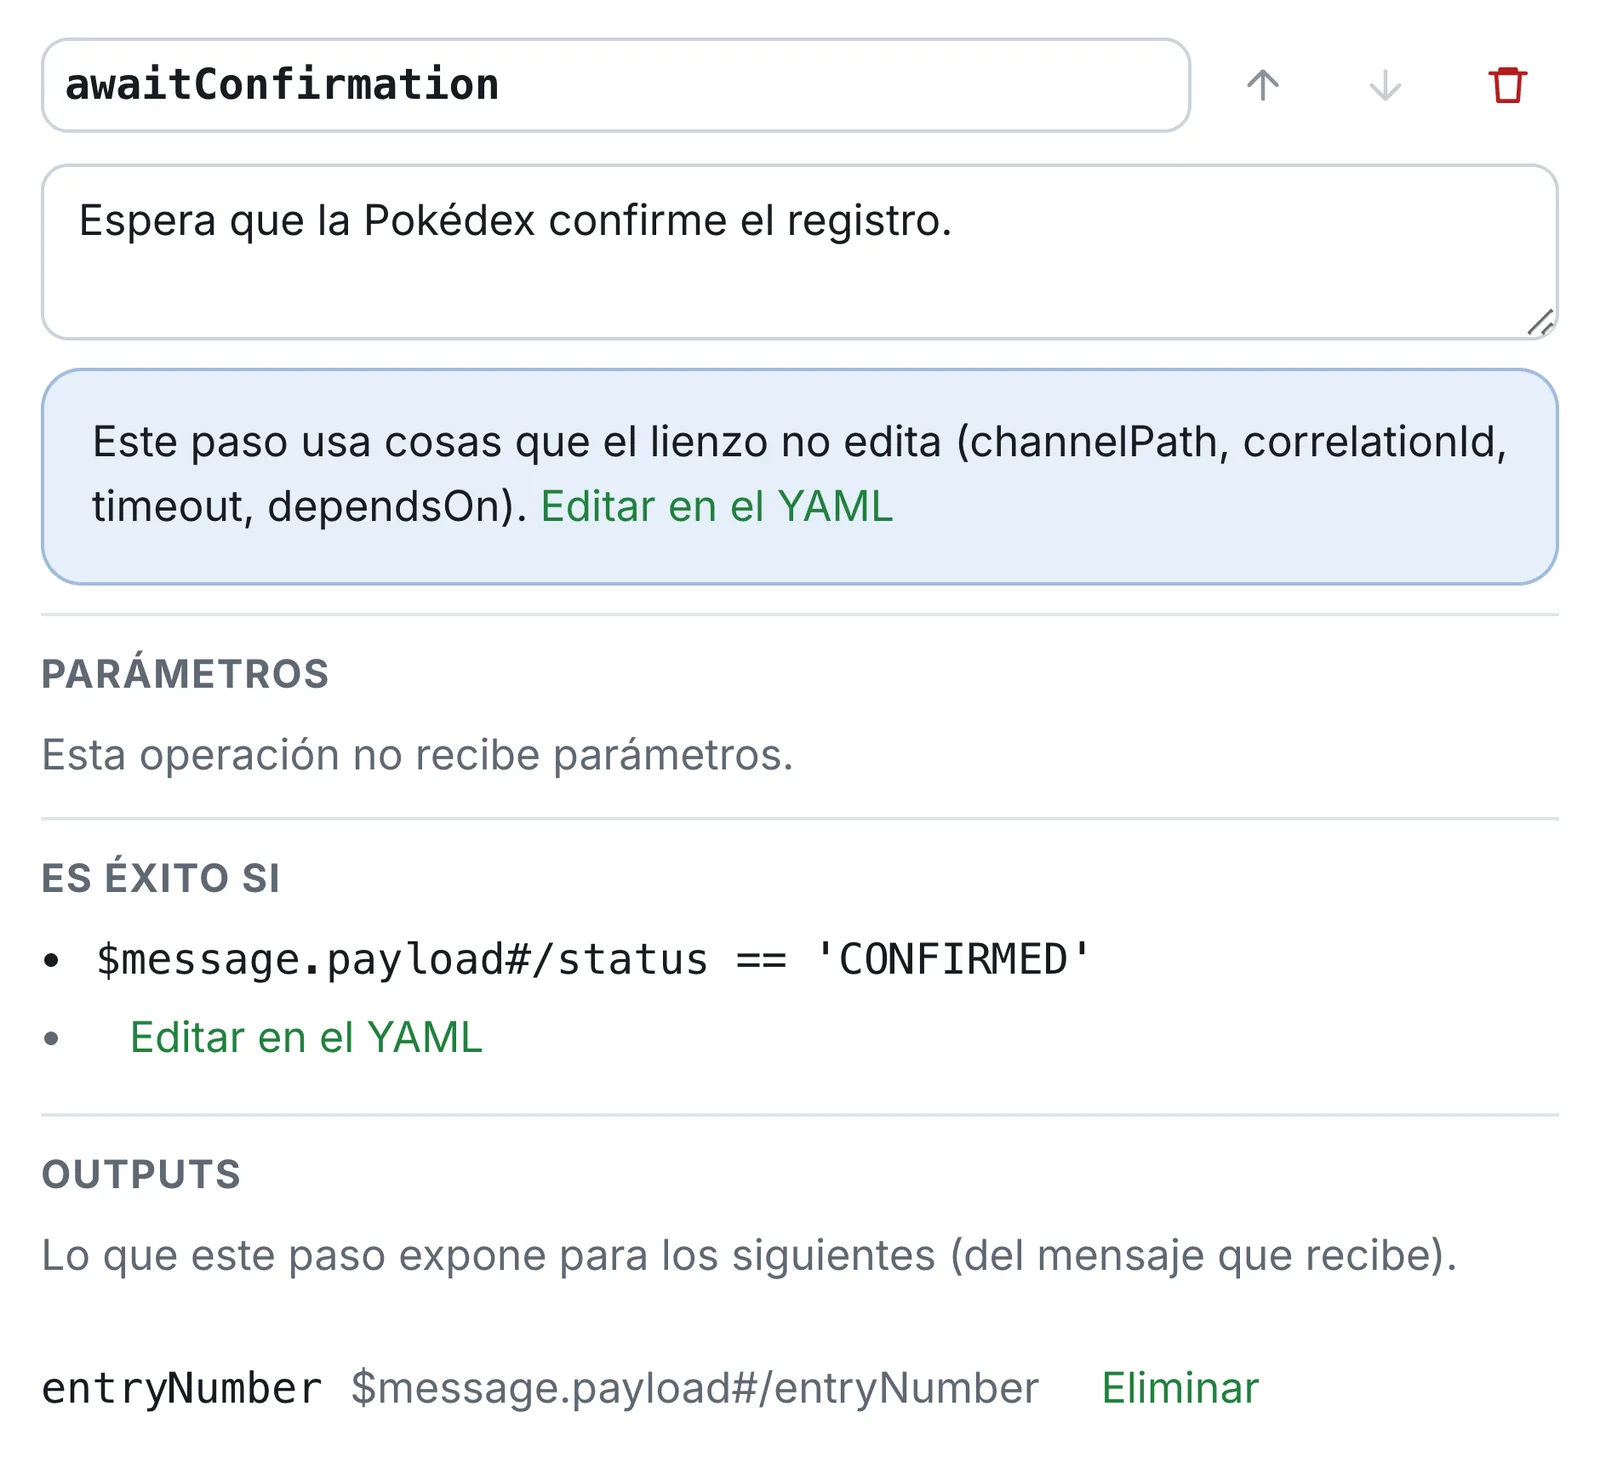 awaitConfirmation
Espera que la Pokédex confirme el registro.
Este paso usa cosas que el lienzo no edita (channelPath, correlationId,
timeout, dependsOn). Editar en el YAML
PARÁMETROS
Esta operación no recibe parámetros.
ES ÉXITO SI
• $message.payload#/status == 'CONFIRMED'
• Editar en el YAML
OUTPUTS
Lo que este paso expone para los siguientes (del mensaje que recibe).
entryNumber $message.payload#/entryNumber Eliminar